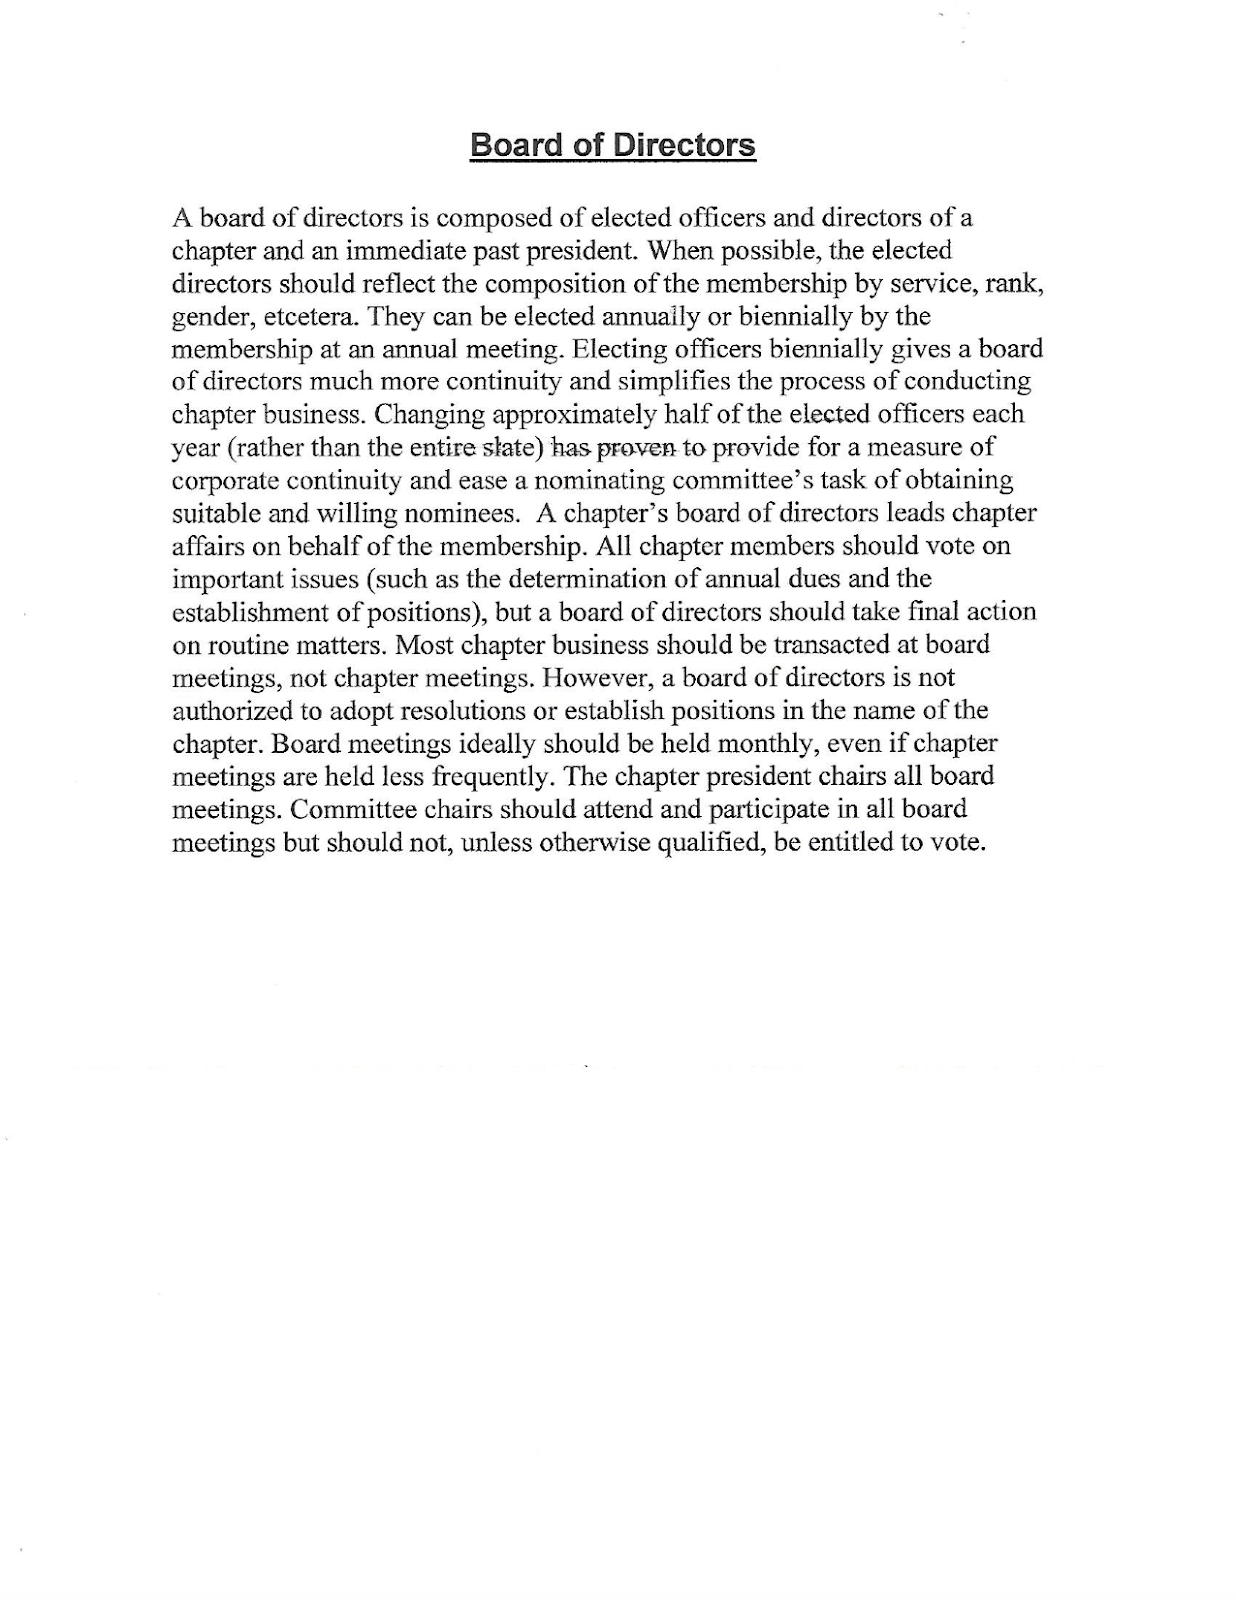 Board of Directors
A board of directors is composed of elected officers and directors of a
chapter and an immediate past president. When possible, the elected
directors should reflect the composition of the membership by service, rank,
gender, etcetera. They can be elected annually or biennially by the
membership at an annual meeting. Electing officers biennially gives a board
of directors much more continuity and simplifies the process of conducting
chapter business. Changing approximately half of the elected officers each
year (rather than the entire slate) has proven to provide for a measure of
corporate continuity and ease a nominating committee's task of obtaining
suitable and willing nominees.  A chapter's board of directors leads chapter
affairs on behalf of the membership. All chapter members should vote on
important issues (such as the determination of annual dues and the
establishment of positions), but a board of directors should take final action
on routine matters. Most chapter business should be transacted at board
meetings, not chapter meetings. However, a board of directors is not
authorized to adopt resolutions or establish positions in the name of the
chapter. Board meetings ideally should be held monthly, even if chapter
meetings are held less frequently. The chapter president chairs all board
meetings. Committee chairs should attend and participate in all board
meetings but should not, unless otherwise qualified, be entitled to vote.